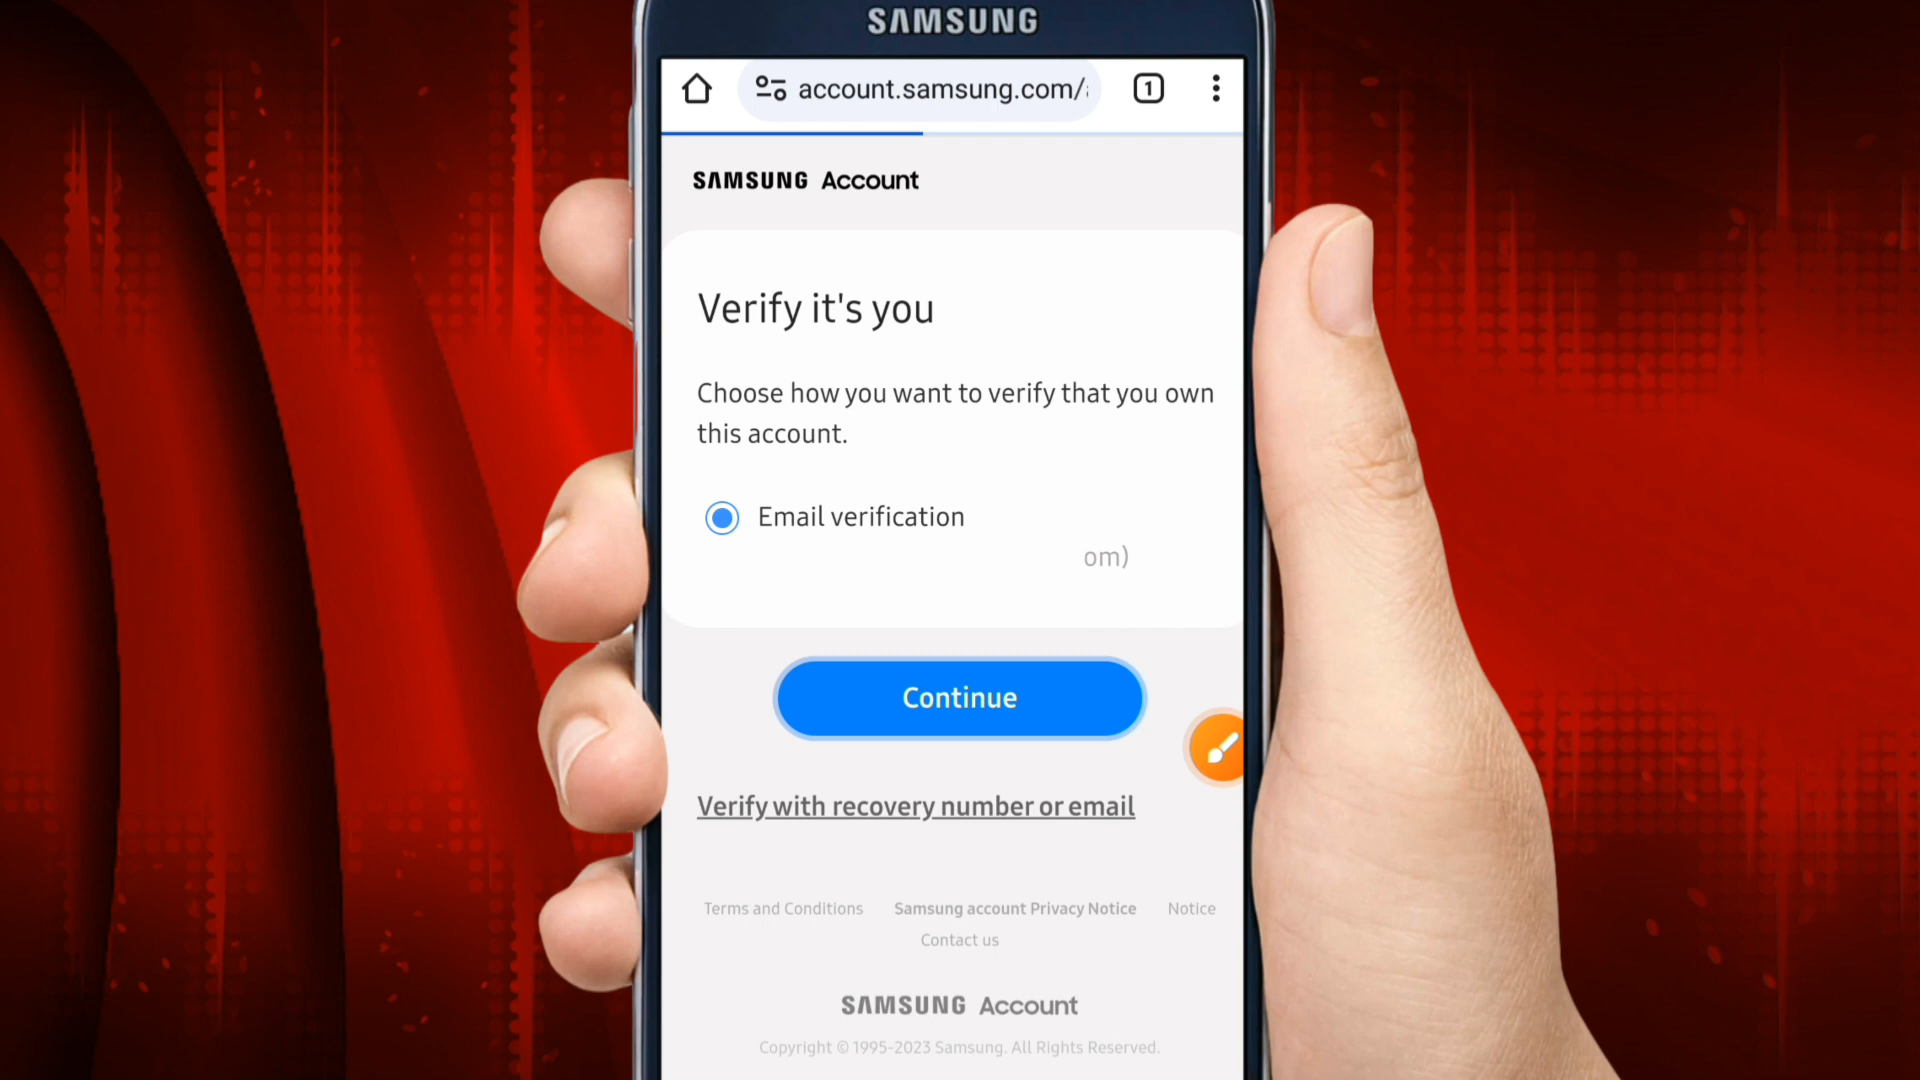 SAMSUNG
account.samsung.com/
1
SAMSUNG Account
Verify it's you
Choose how you want to verify that you own
this account.
Email verification
om)
Continue
Verify with recovery number or email
Terms and Conditions Samsung account Privacy Notice Notice
Contact us
SAMSUNG Account
Copyright © 1995-2023 Samsung. All Rights Reserved.